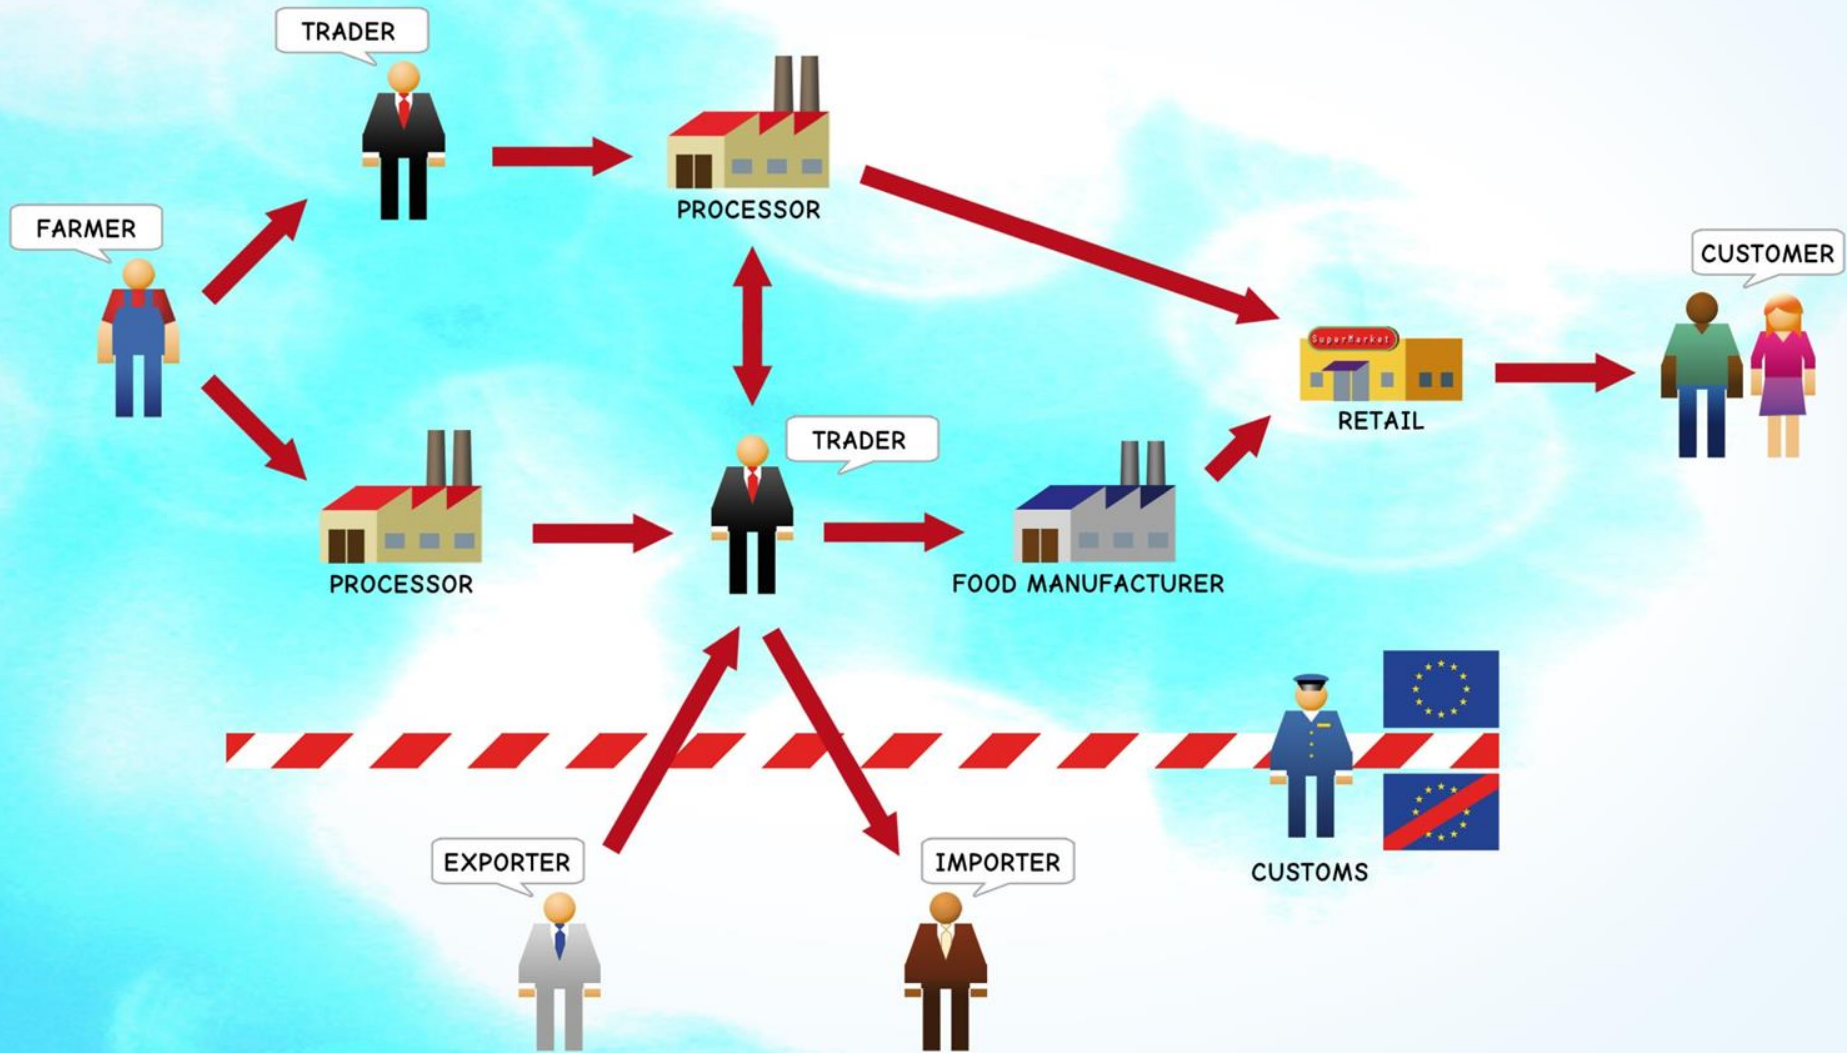 TRADER
FARMER
PROCESSOR
CUSTOMER
SuperMarket
RETAIL
TRADER
PROCESSOR
FOOD MANUFACTURER
EXPORTER
IMPORTER
CUSTOMS